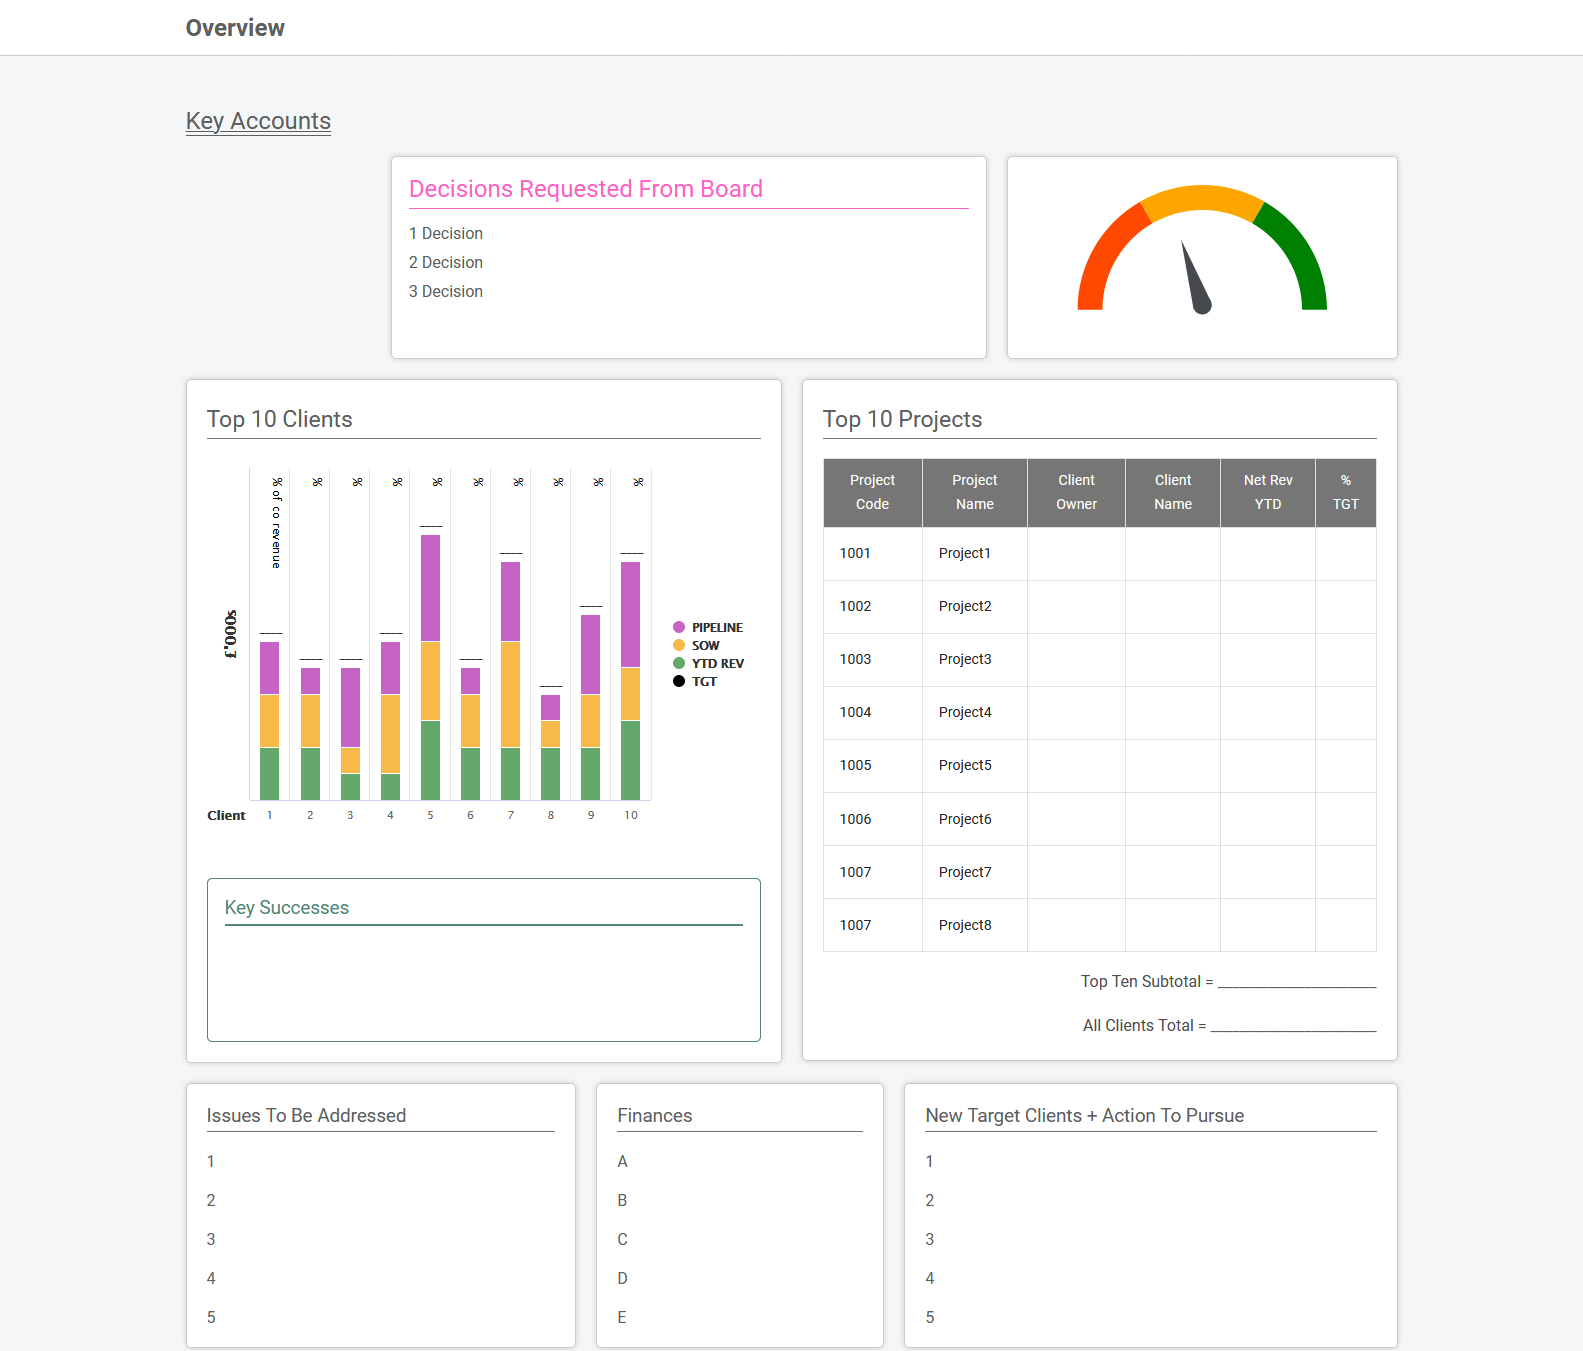 Overview
Key Accounts
Decisions Requested From Board
1 Decision
2 Decision
3 Decision
Top 10 Clients
% of co revenue
%
%
%
%
%
%
%
%
%
£'000s
PIPELINE
SOW
YTD REV
TGT
Client 1 2 3 4 5 6 7 8 9 10
Key Successes
Top 10 Projects
Project Code Project Name Client Owner Client Name Net Rev YTD % TGT
1001 Project1
1002 Project2
1003 Project3
1004 Project4
1005 Project5
1006 Project6
1007 Project7
1007 Project8
Top Ten Subtotal =
All Clients Total =
Issues To Be Addressed
1
2
3
4
5
Finances
A
B
C
D
E
New Target Clients + Action To Pursue
1
2
3
4
5